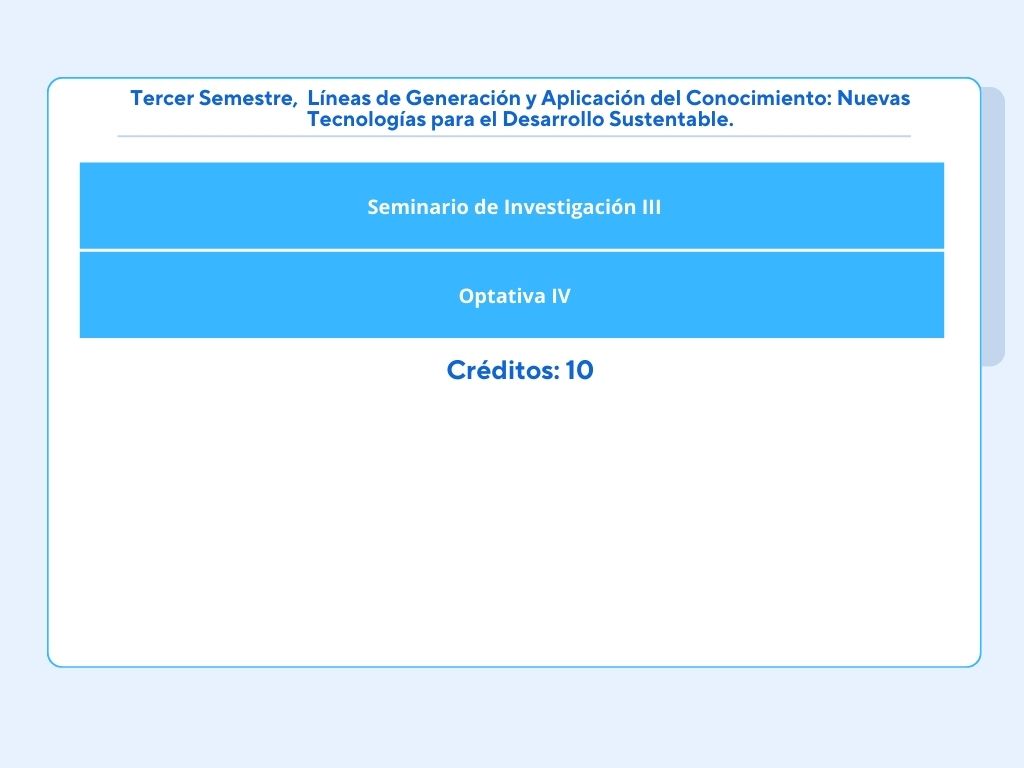 Tercer Semestre,  Líneas de Generación y Aplicación del Conocimiento: Nuevas
Tecnologías para el Desarrollo Sustentable.
Seminario de Investigación III
Optativa IV
Créditos: 10